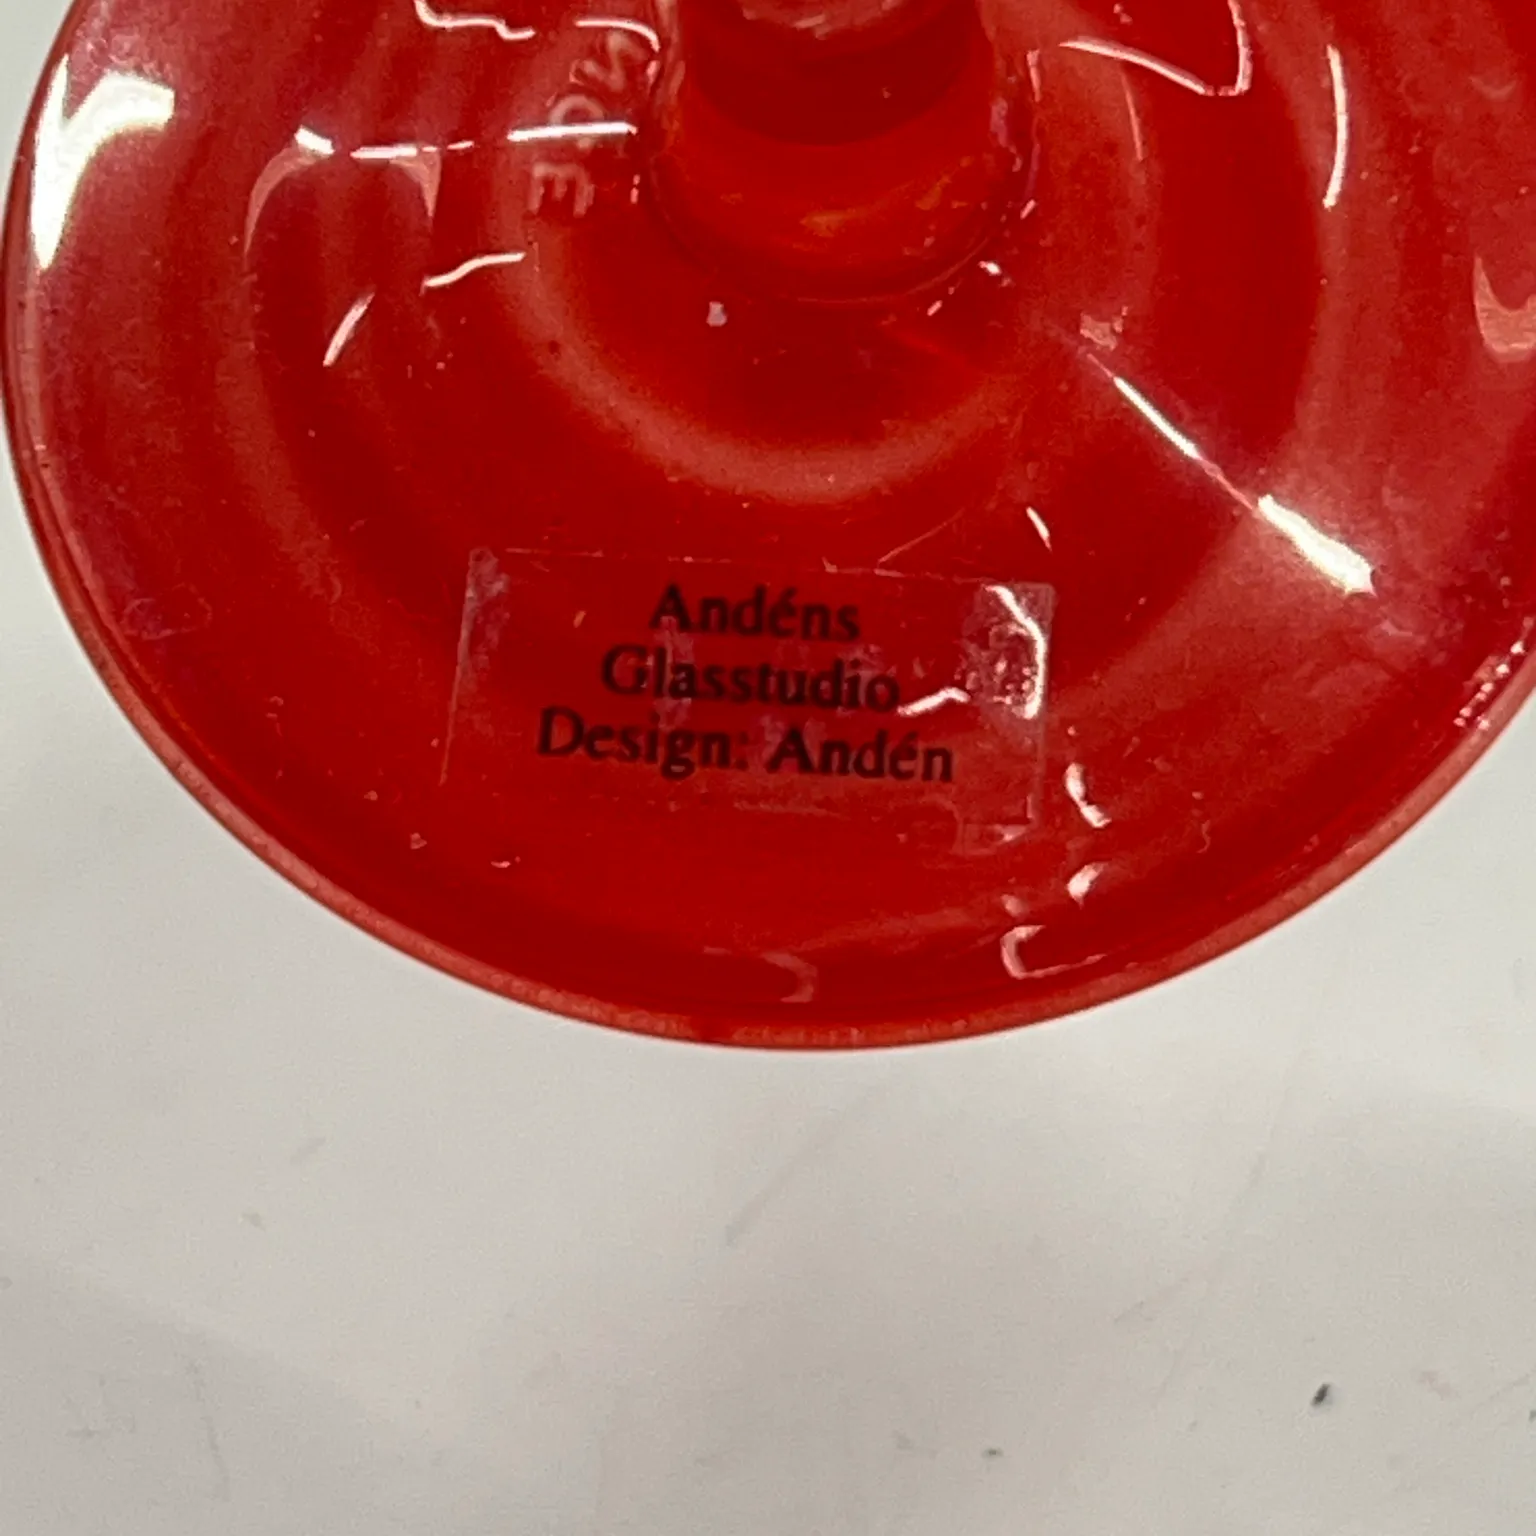 Andéns
Glasstudio
Design: Andén